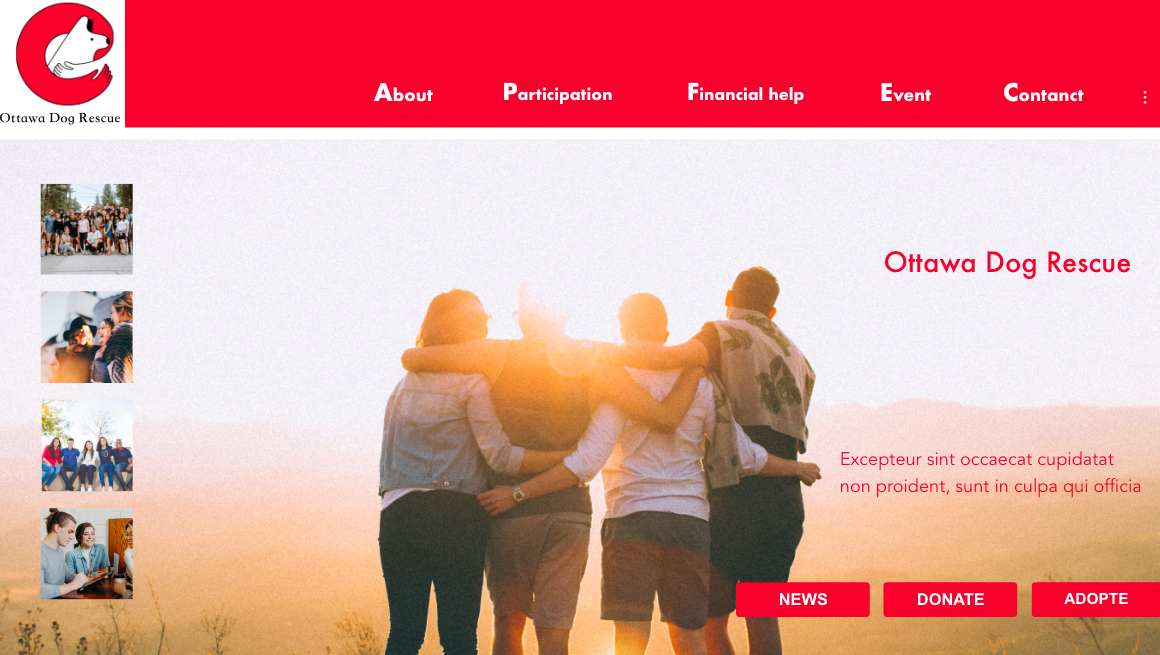 About Participation Financial help Event Contanct
Ottawa Dog Rescue
Ottawa Dog Rescue
Excepteur sint occaecat cupidatat
non proident, sunt in culpa qui officia
NEWS DONATE ADOPTE